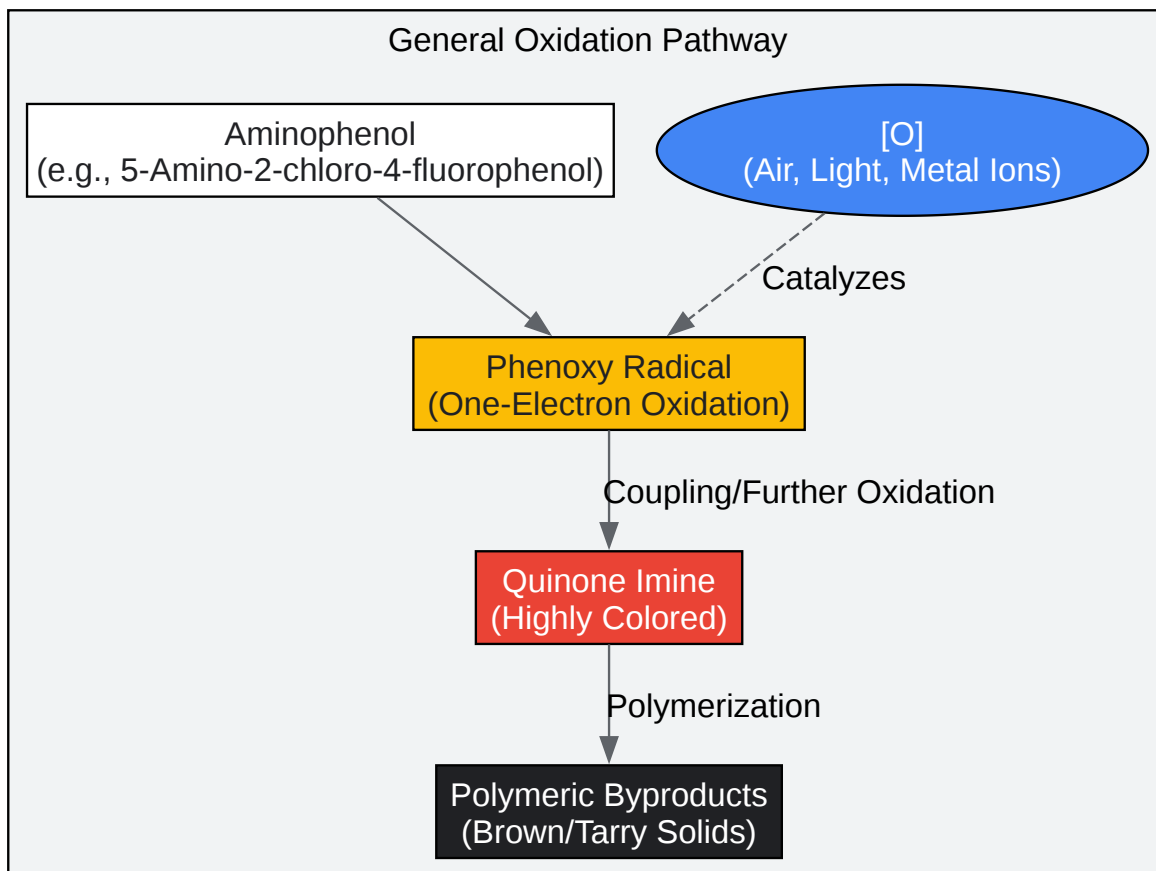 General Oxidation Pathway
Aminophenol
(e.g., 5-Amino-2-chloro-4-fluorophenol)
[O]
(Air, Light, Metal Ions)
Catalyzes
Phenoxy Radical
(One-Electron Oxidation)
Coupling/Further Oxidation
Quinone Imine
(Highly Colored)
Polymerization
Polymeric Byproducts
(Brown/Tarry Solids)